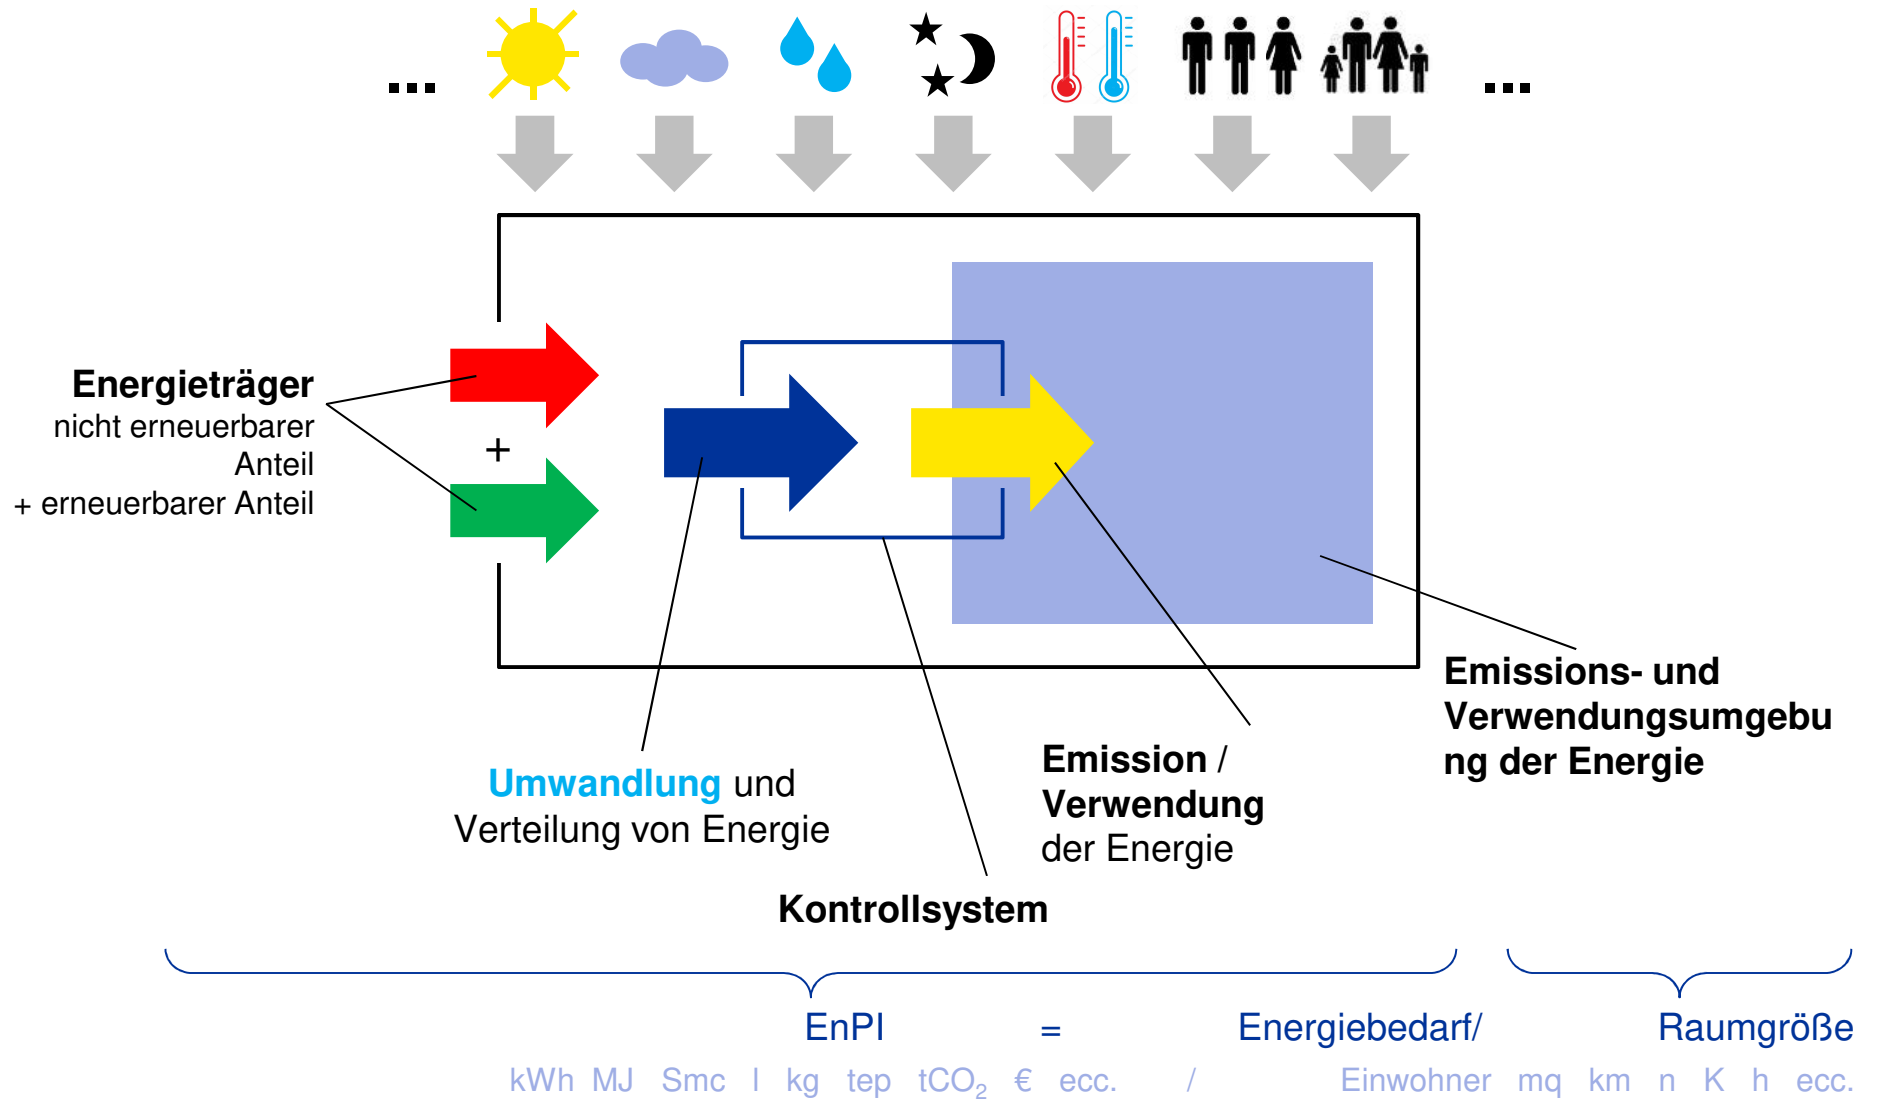 ...
...
Energieträger
nicht erneuerbarer
Anteil
+ erneuerbarer Anteil
+
Emissions- und
Verwendungsumgebu
ng der Energie
Umwandlung und
Verteilung von Energie
Emission /
Verwendung
der Energie
Kontrollsystem
EnPI = Energiebedarf/ Raumgröße
kWh MJ Smc l kg tep tCO₂ € ecc. / Einwohner mq km n K h ecc.